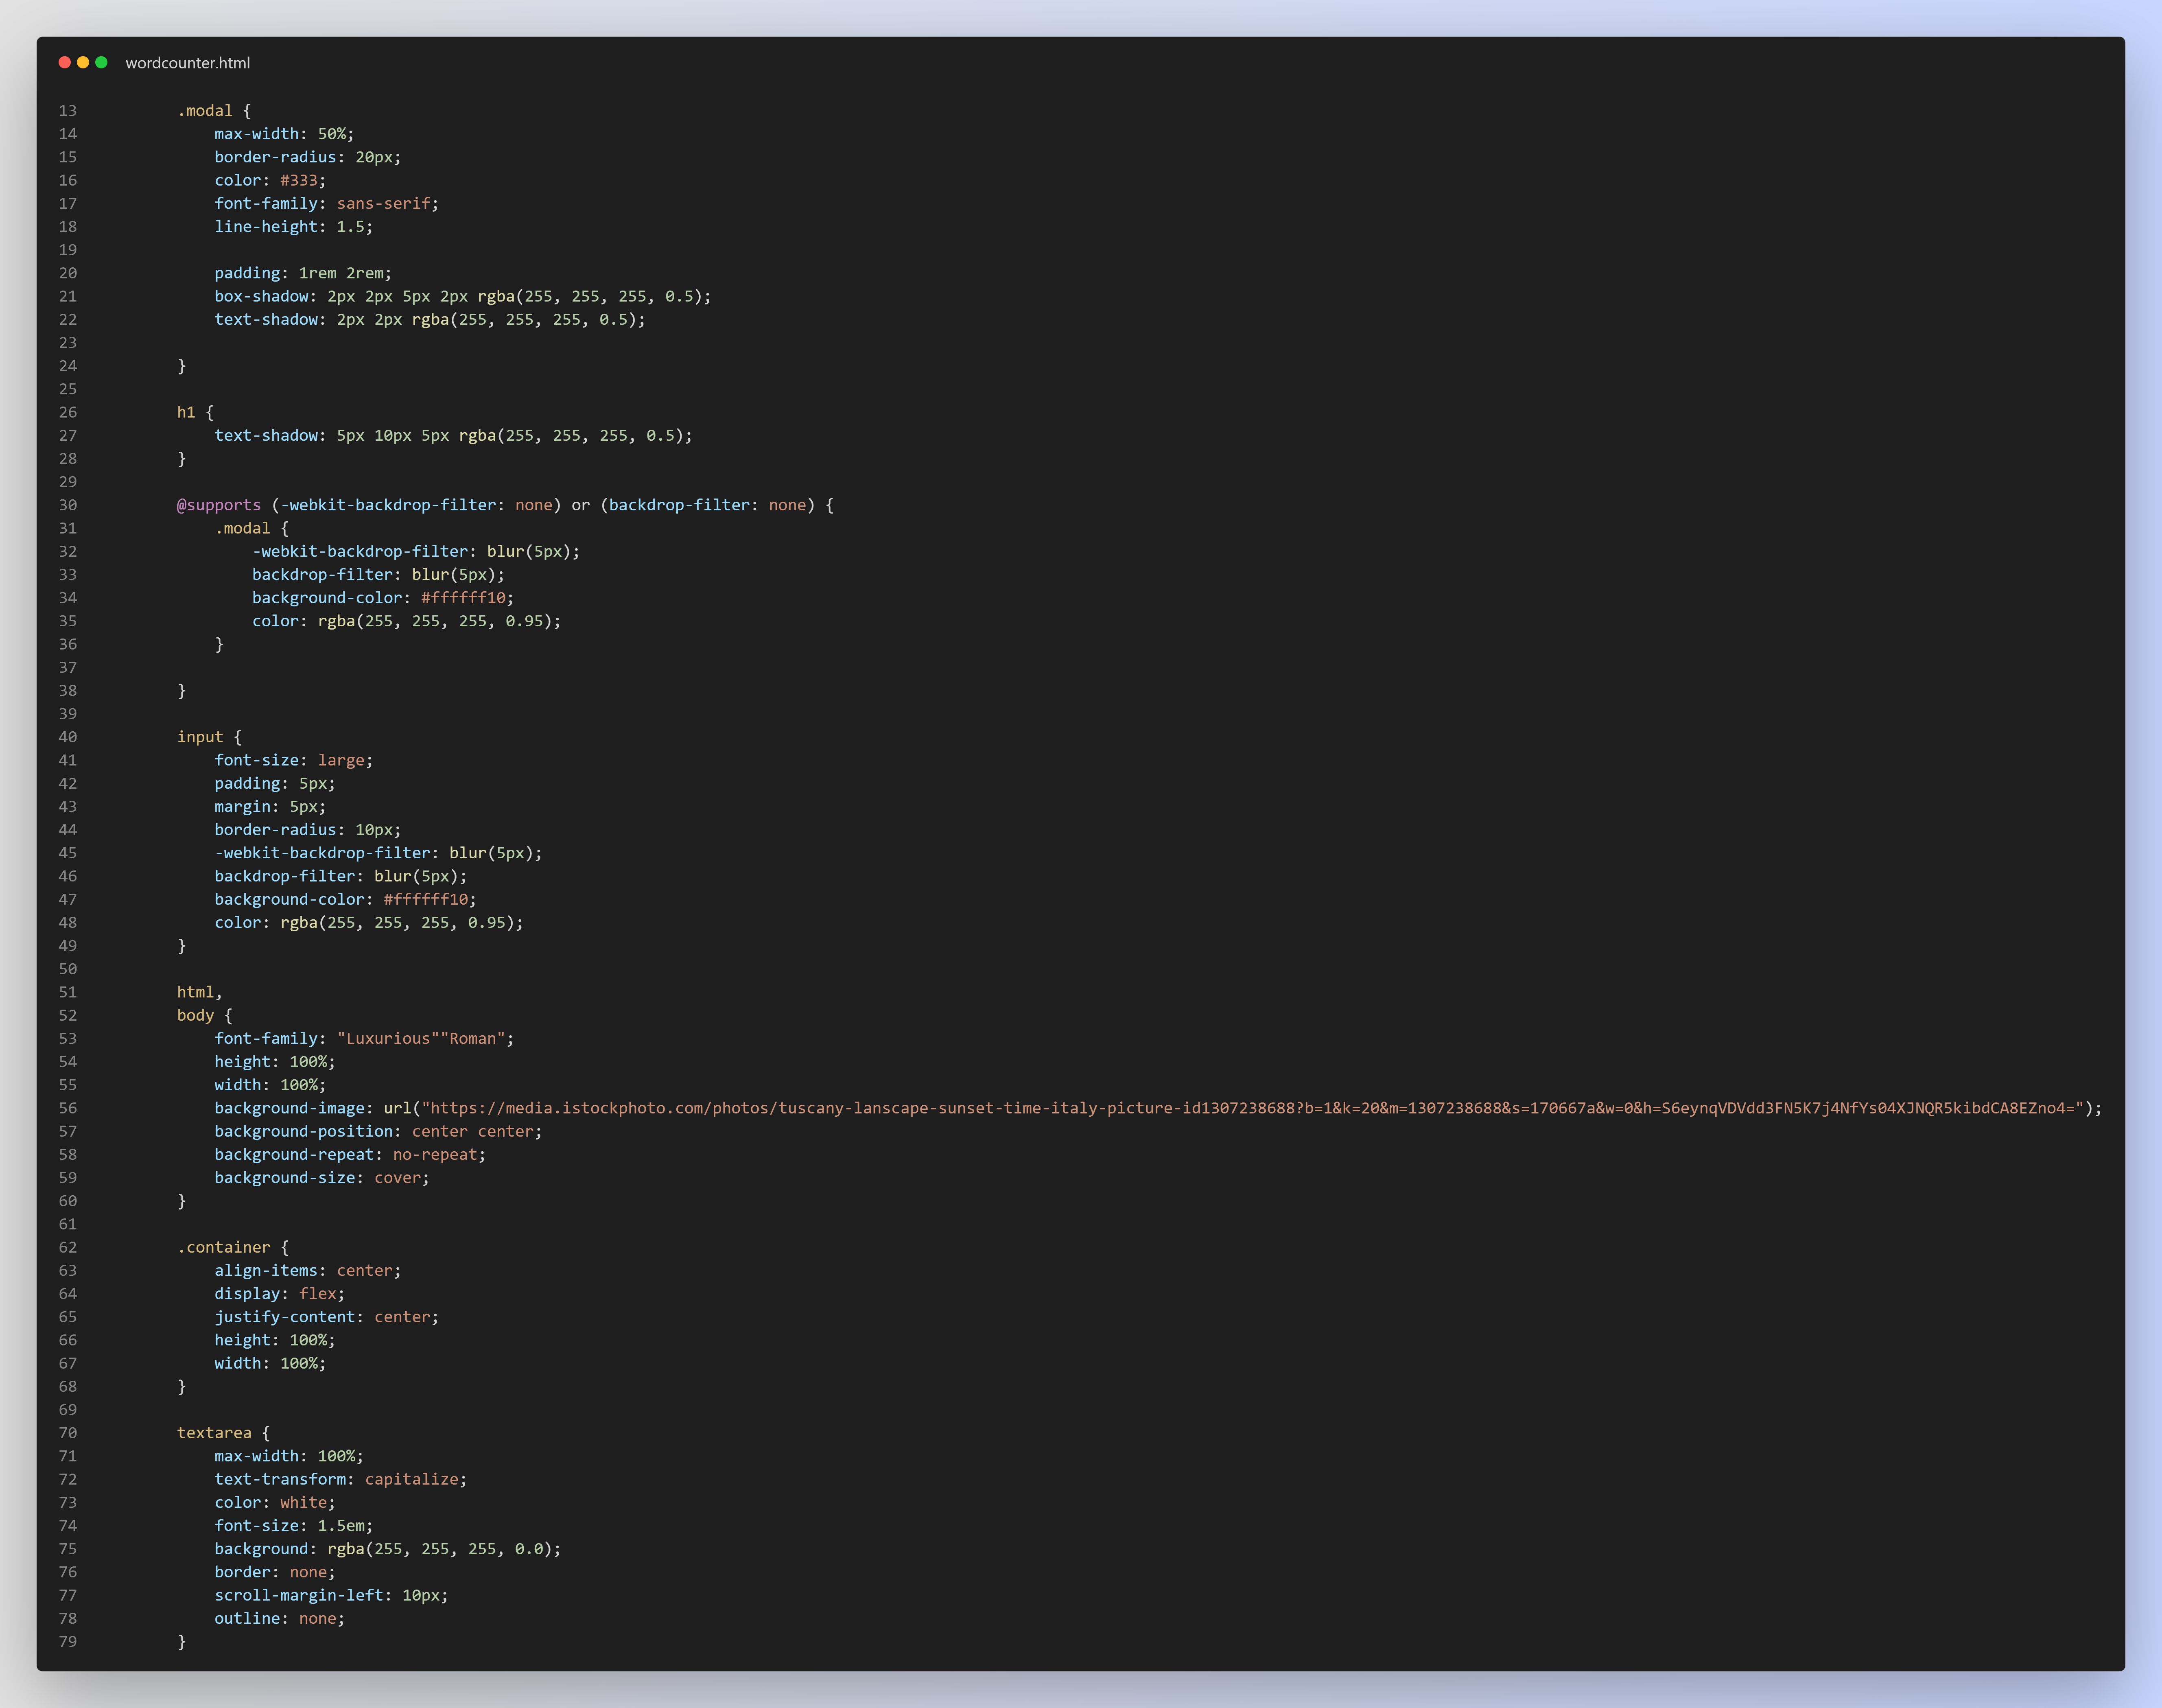 wordcounter.html
13 .modal {
14 max-width: 50%;
15 border-radius: 20px;
16 color: #333;
17 font-family: sans-serif;
18 line-height: 1.5;
19
20 padding: 1rem 2rem;
21 box-shadow: 2px 2px 5px 2px rgba(255, 255, 255, 0.5);
22 text-shadow: 2px 2px rgba(255, 255, 255, 0.5);
23
24 }
25
26 h1 {
27 text-shadow: 5px 10px 5px rgba(255, 255, 255, 0.5);
28 }
29
30 @supports (-webkit-backdrop-filter: none) or (backdrop-filter: none) {
31 .modal {
32 -webkit-backdrop-filter: blur(5px);
33 backdrop-filter: blur(5px);
34 background-color: #ffffff10;
35 color: rgba(255, 255, 255, 0.95);
36 }
37
38 }
39
40 input {
41 font-size: large;
42 padding: 5px;
43 margin: 5px;
44 border-radius: 10px;
45 -webkit-backdrop-filter: blur(5px);
46 backdrop-filter: blur(5px);
47 background-color: #ffffff10;
48 color: rgba(255, 255, 255, 0.95);
49 }
50
51 html,
52 body {
53 font-family: "Luxurious""Roman";
54 height: 100%;
55 width: 100%;
56 background-image: url("https://media.istockphoto.com/photos/tuscany-lanscape-sunset-time-italy-picture-id1307238688?b=1&k=20&m=1307238688&s=170667a&w=0&h=S6eynqVDVdd3FN5K7j4NfYs04XJNQR5kibdCA8EZno4=");
57 background-position: center center;
58 background-repeat: no-repeat;
59 background-size: cover;
60 }
61
62 .container {
63 align-items: center;
64 display: flex;
65 justify-content: center;
66 height: 100%;
67 width: 100%;
68 }
69
70 textarea {
71 max-width: 100%;
72 text-transform: capitalize;
73 color: white;
74 font-size: 1.5em;
75 background: rgba(255, 255, 255, 0.0);
76 border: none;
77 scroll-margin-left: 10px;
78 outline: none;
79 }